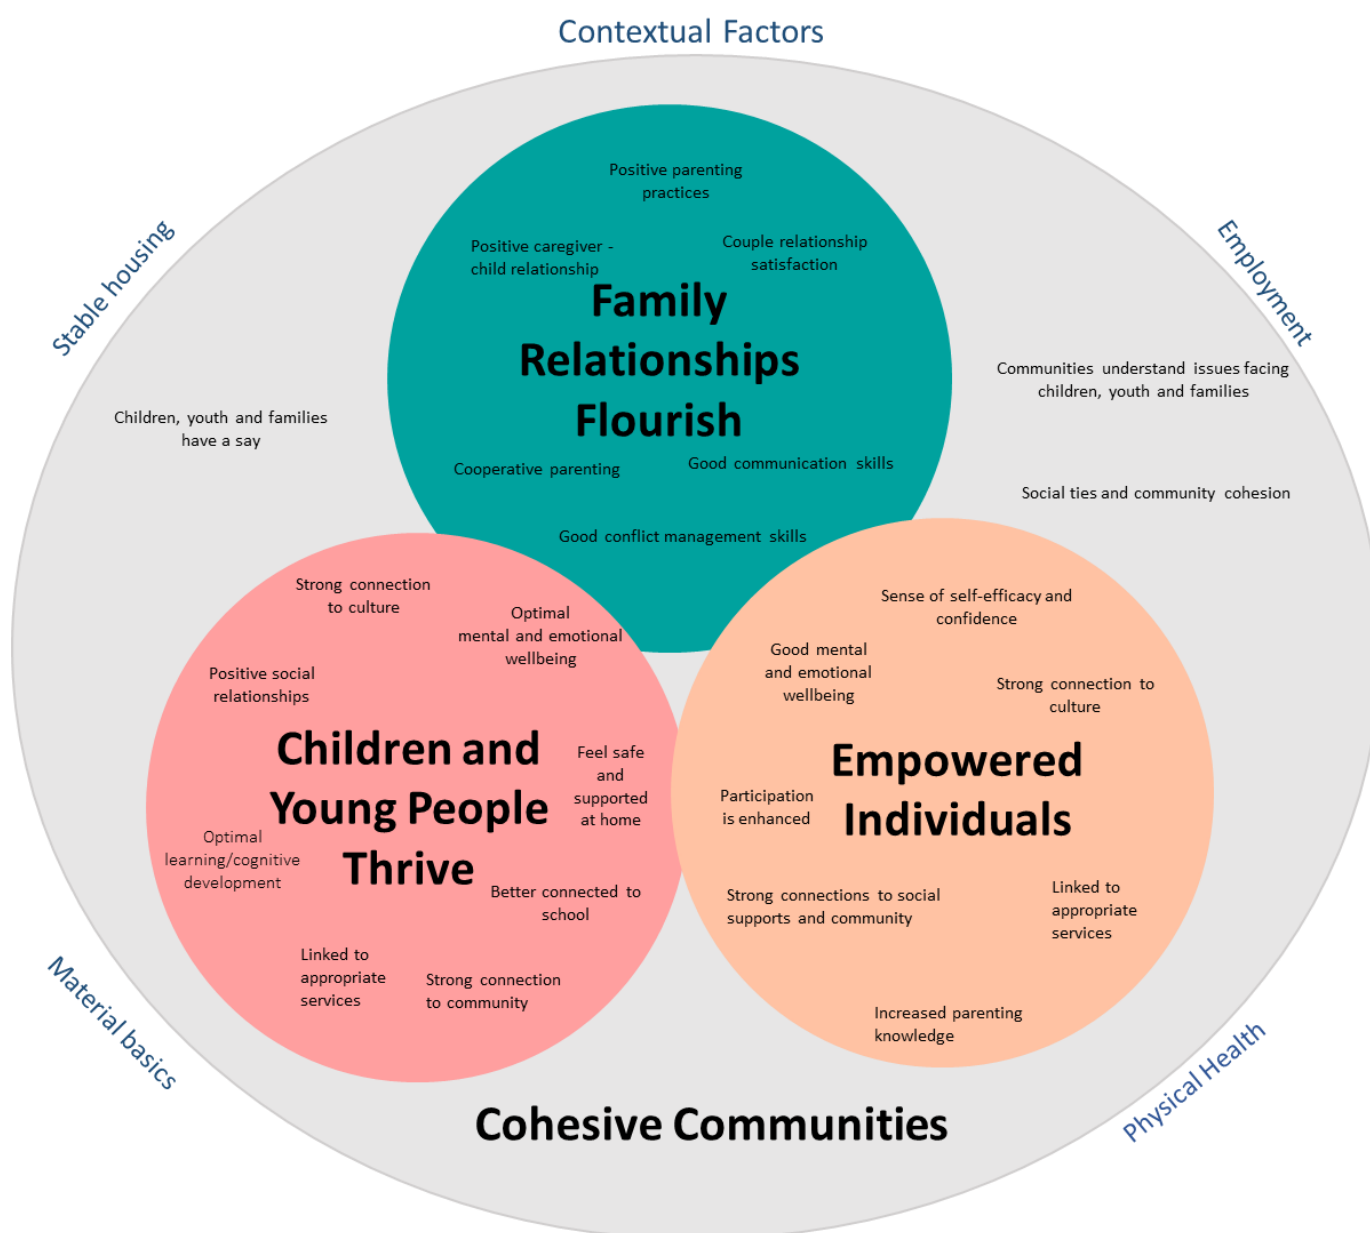 Contextual Factors
Stable housing
Employment
Positive parenting
practices
Positive caregiver -
child relationship
Couple relationship
satisfaction
Family
Relationships
Flourish
Cooperative parenting
Good communication skills
Good conflict management skills
Children, youth and families
have a say
Communities understand issues facing
children, youth and families
Social ties and community cohesion
Strong connection
to culture
Optimal
mental and emotional
wellbeing
Positive social
relationships
Children and
Young People
Thrive
Feel safe
and
supported
at home
Optimal
learning/cognitive
development
Better connected to
school
Linked to
appropriate
services
Strong connection
to community
Sense of self-efficacy and
confidence
Good mental
and emotional
wellbeing
Strong connection to
culture
Empowered
Individuals
Participation
is enhanced
Strong connections to social
supports and community
Linked to
appropriate
services
Increased parenting
knowledge
Material basics
Physical Health
Cohesive Communities